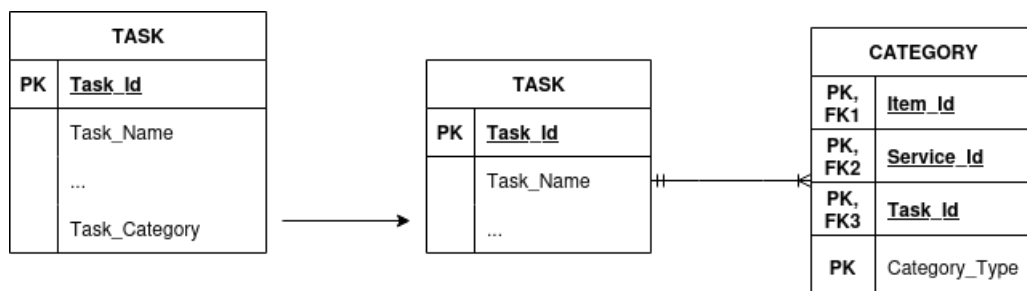 TASK
PK Task_Id
Task_Name
...
Task_Category
TASK
PK Task_Id
Task_Name
...
CATEGORY
PK,
FK1 Item_Id
PK,
FK2 Service_Id
PK,
FK3 Task_Id
PK Category_Type